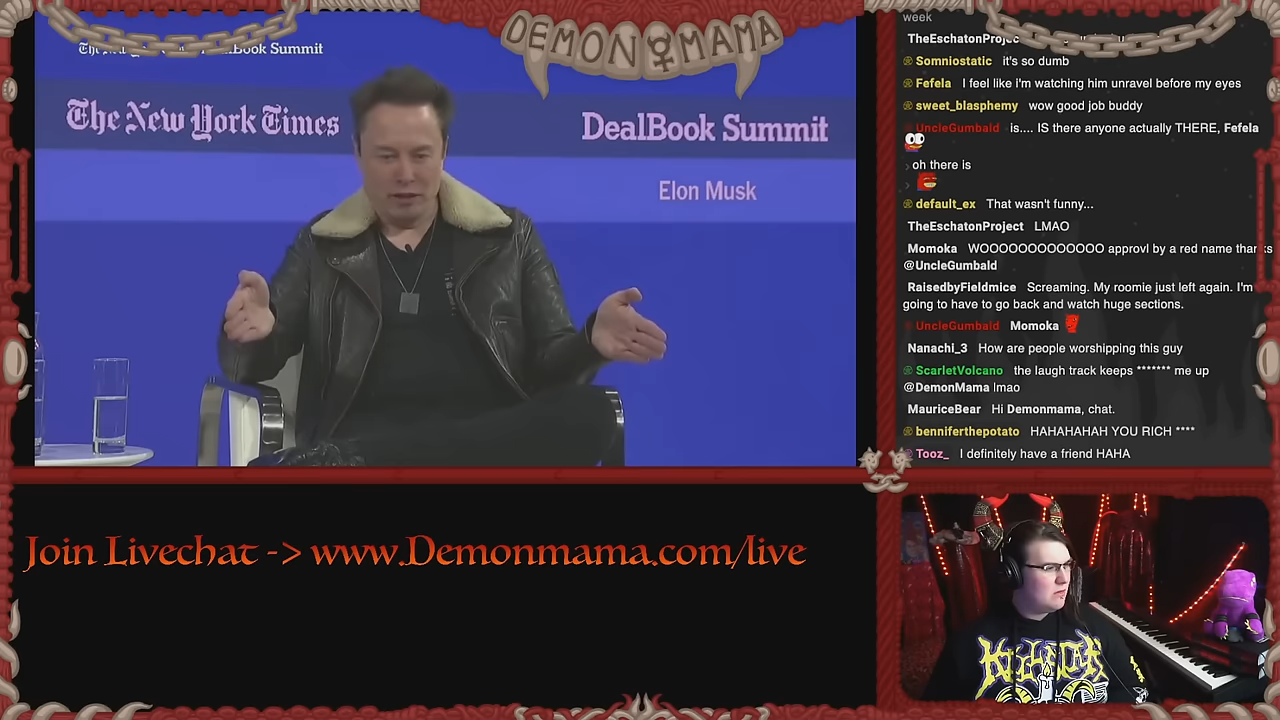 The New York Times DealBook Summit
DEMON MAMA
The New York Times
DealBook Summit
Elon Musk
week
TheEschatonProjec
Somniostatic it's so dumb
Fefela I feel like i'm watching him unravel before my eyes
sweet_blasphemy wow good job buddy
UncleGumbald is.... IS there anyone actually THERE, Fefela
oh there is
default_ex That wasn't funny...
TheEschatonProject LMAO
Momoka WOOOOOOOOOOOOO approvl by a red name thanks
@UncleGumbald
RaisedbyFieldmice Screaming. My roomie just left again. I'm
going to have to go back and watch huge sections.
UncleGumbald Momoka
Nanachi_3 How are people worshipping this guy
ScarletVolcano the laugh track keeps ******* me up
@DemonMama lmao
MauriceBear Hi Demonmama, chat.
benniferthepotato HAHAHAHAH YOU RICH ****
Tooz_ I definitely have a friend HAHA
Join Livechat -> www.Demonmama.com/live